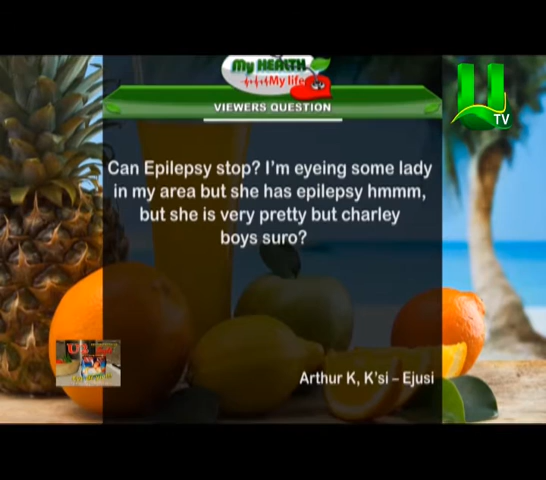 My HEALTH
My life
VIEWERS QUESTION
U
TV
Can Epilepsy stop? I'm eyeing some lady
in my area but she has epilepsy hmmm,
but she is very pretty but charley
boys suro?
Arthur K, K'si – Ejusi